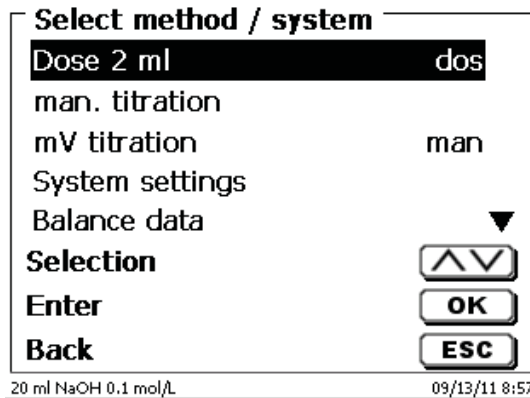 Select method / system
Dose 2 ml dos
man. titration
mV titration man
System settings
Balance data
Selection
Enter OK
Back ESC
20 ml NaOH 0.1 mol/L 09/13/11 8:57